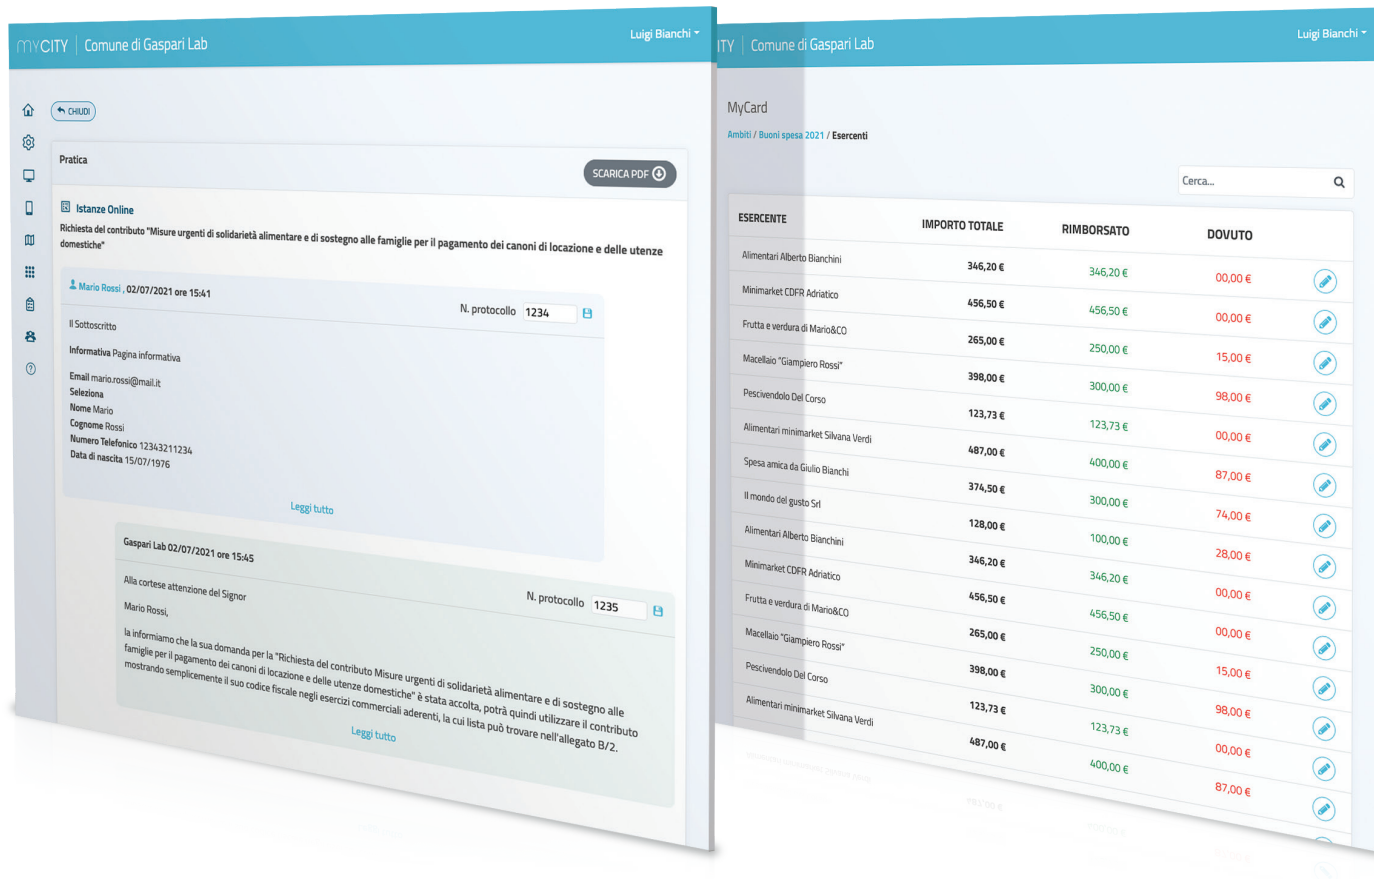 MYCITY | Comune di Gaspari Lab
Luigi Bianchi
CHIUDI
Pratica
SCARICA PDF
Istanze Online
Richiesta del contributo "Misure urgenti di solidarietà alimentare e di sostegno alle famiglie per il pagamento dei canoni di locazione e delle utenze
domestiche"
Mario Rossi , 02/07/2021 ore 15:41
N. protocollo 1234
Il Sottoscritto
Informativa Pagina informativa
Email mario.rossi@mail.it
Seleziona
Nome Mario
Cognome Rossi
Numero Telefonico 12343211234
Data di nascita 15/07/1976
Leggi tutto
Gaspari Lab 02/07/2021 ore 15:45
N. protocollo 1235
Alla cortese attenzione del Signor
Mario Rossi,
la informiamo che la sua domanda per la "Richiesta del contributo Misure urgenti di solidarietà alimentare e di sostegno alle
famiglie per il pagamento dei canoni di locazione e delle utenze domestiche" è stata accolta, potrà quindi utilizzare il contributo
mostrando semplicemente il suo codice fiscale negli esercizi commerciali aderenti, la cui lista può trovare nell'allegato B/2.
Leggi tutto
ITY | Comune di Gaspari Lab
Luigi Bianchi
MyCard
Ambiti / Buoni spesa 2021 / Esercenti
Cerca...
ESERCENTE IMPORTO TOTALE RIMBORSATO DOVUTO
Alimentari Alberto Bianchini 346,20 € 346,20 € 00,00 €
Minimarket CDFR Adriatico 456,50 € 456,50 € 00,00 €
Frutta e verdura di Mario&CO 265,00 € 250,00 € 15,00 €
Macellaio "Giampiero Rossi" 398,00 € 300,00 € 98,00 €
Pescivendolo Del Corso 123,73 € 123,73 € 00,00 €
Alimentari minimarket Silvana Verdi 487,00 € 400,00 € 87,00 €
Spesa amica da Giulio Bianchi 374,50 € 300,00 € 74,00 €
Il mondo del gusto Srl 128,00 € 100,00 € 28,00 €
Alimentari Alberto Bianchini 346,20 € 346,20 € 00,00 €
Minimarket CDFR Adriatico 456,50 € 456,50 € 00,00 €
Frutta e verdura di Mario&CO 265,00 € 250,00 € 15,00 €
Macellaio "Giampiero Rossi" 398,00 € 300,00 € 98,00 €
Pescivendolo Del Corso 123,73 € 123,73 € 00,00 €
Alimentari minimarket Silvana Verdi 487,00 € 400,00 € 87,00 €